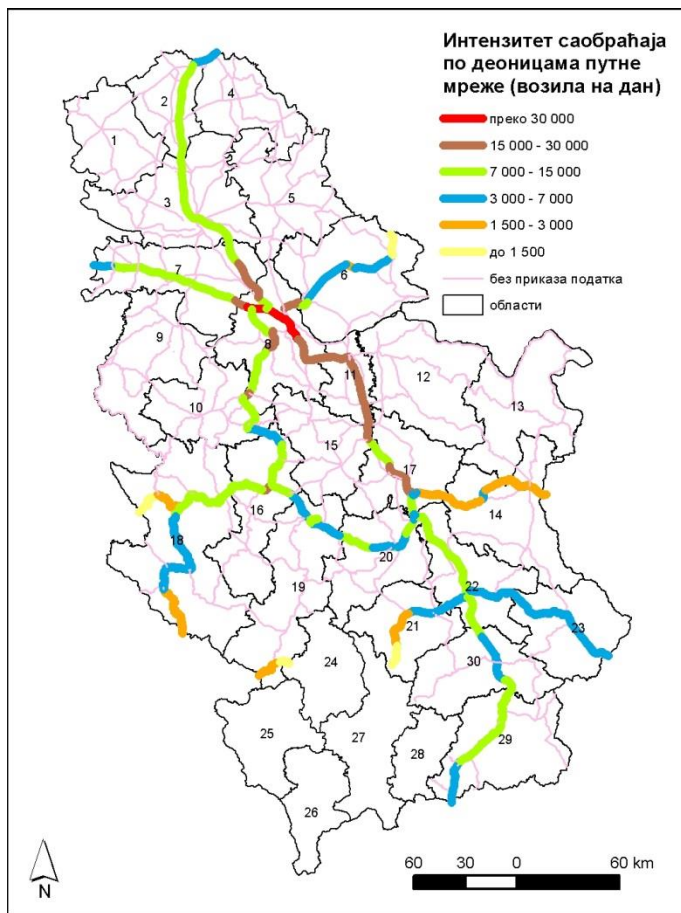 Интензитет саобраћаја
по деоницама путне
мреже (возила на дан)
преко 30 000
15 000 - 30 000
7 000 - 15 000
3 000 - 7 000
1 500 - 3 000
до 1 500
без приказа податка
области
1
2
4
3
5
6
7
8
9
10
11
12
13
14
15
16
17
18
19
20
21
22
23
24
30
25
27
28
29
26
N
60 30 0 60 km